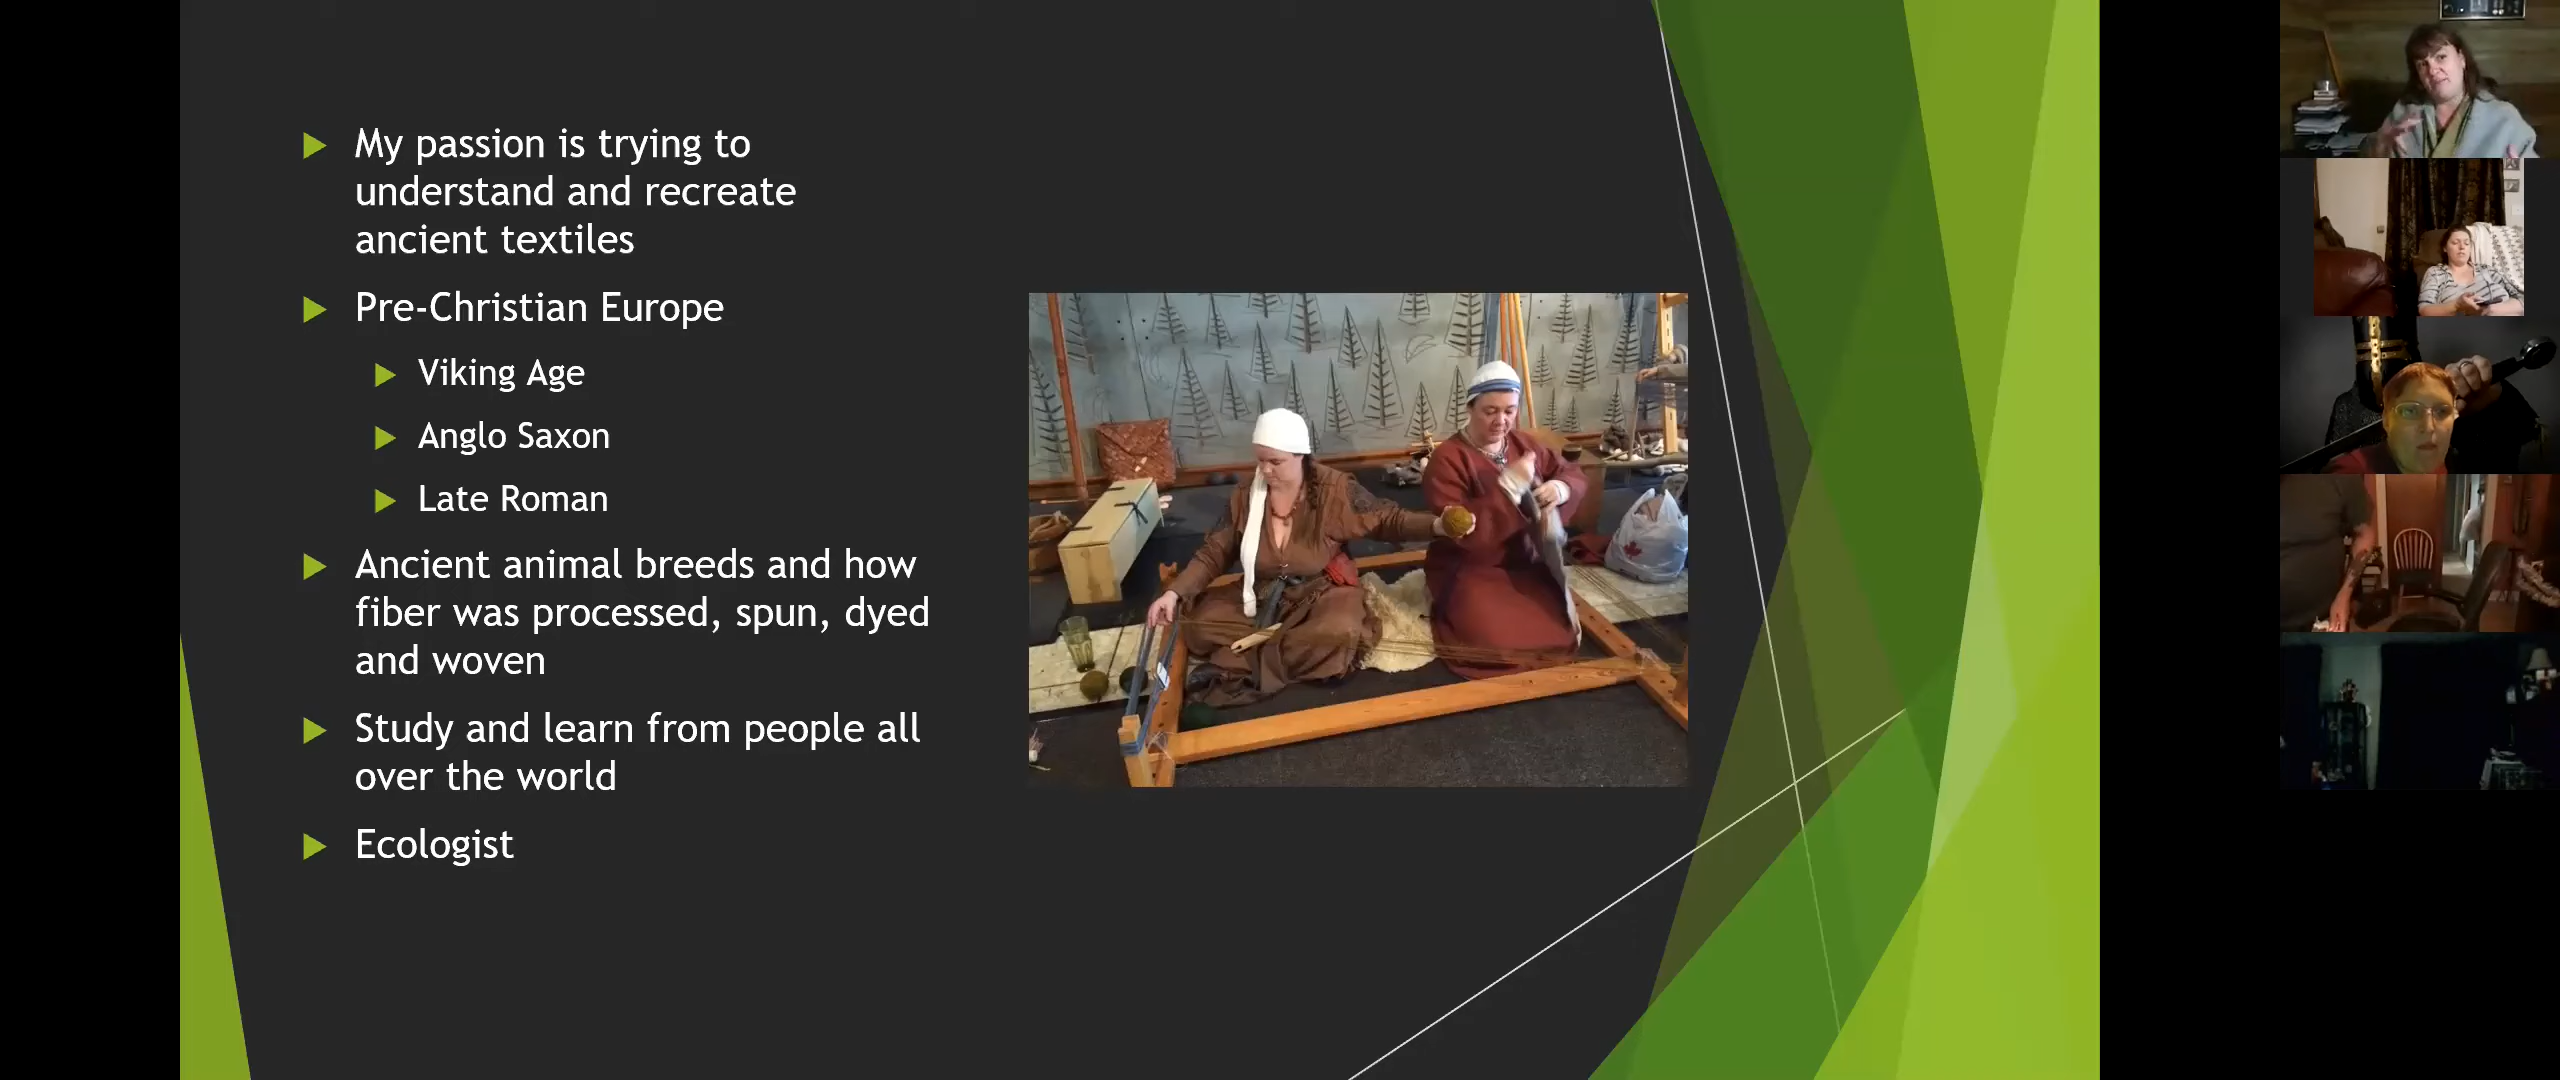 My passion is trying to
understand and recreate
ancient textiles
Pre-Christian Europe
Viking Age
Anglo Saxon
Late Roman
Ancient animal breeds and how
fiber was processed, spun, dyed
and woven
Study and learn from people all
over the world
Ecologist